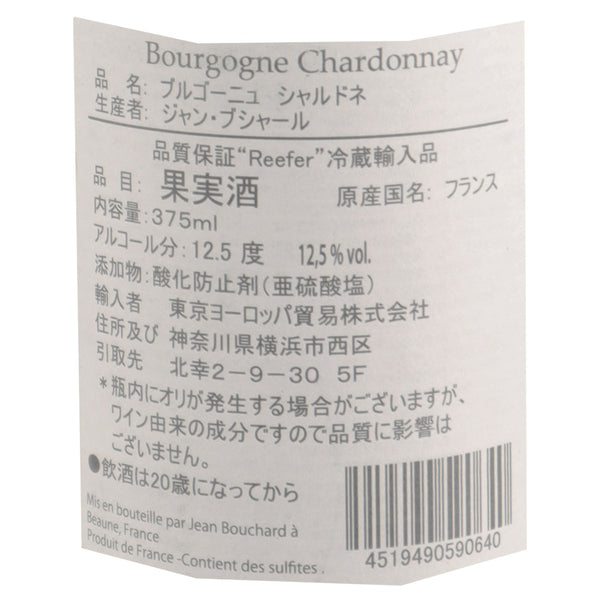 Bourgogne Chardonnay
品 名: ブルゴーニュ シャルドネ
生産者: ジャン・ブシャール
品質保証“Reefer”冷蔵輸入品
品 目: 果実酒 原産国名: フランス
内容量:375ml
アルコール分:12.5 度 12,5% vol.
添加物:酸化防止剤(亜硫酸塩)
輸入者 東京ヨーロッパ貿易株式会社
住所及び 神奈川県横浜市西区
引取先 北幸2-9-30 5F
*瓶内にオリが発生する場合がございますが、
ワイン由来の成分ですので品質に影響は
ございません。
●飲酒は20歳になってから
Mis en bouteille par Jean Bouchard à
Beaune, France
Produit de France -Contient des sulfites .
4519490590640